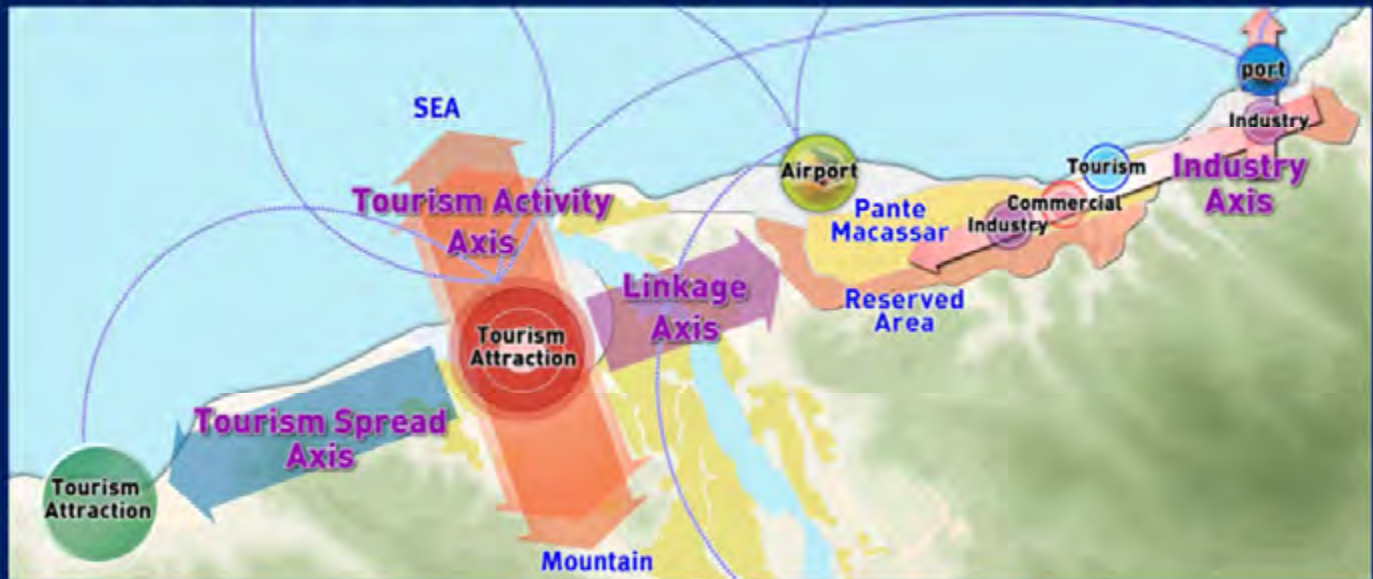 SEA
Tourism Activity
Axis
Tourism
Attraction
Tourism Spread
Axis
Tourism
Attraction
Mountain
Linkage
Axis
Airport
Pante
Macassar
Reserved
Area
Industry
Commercial
Tourism
port
Industry
Industry
Axis